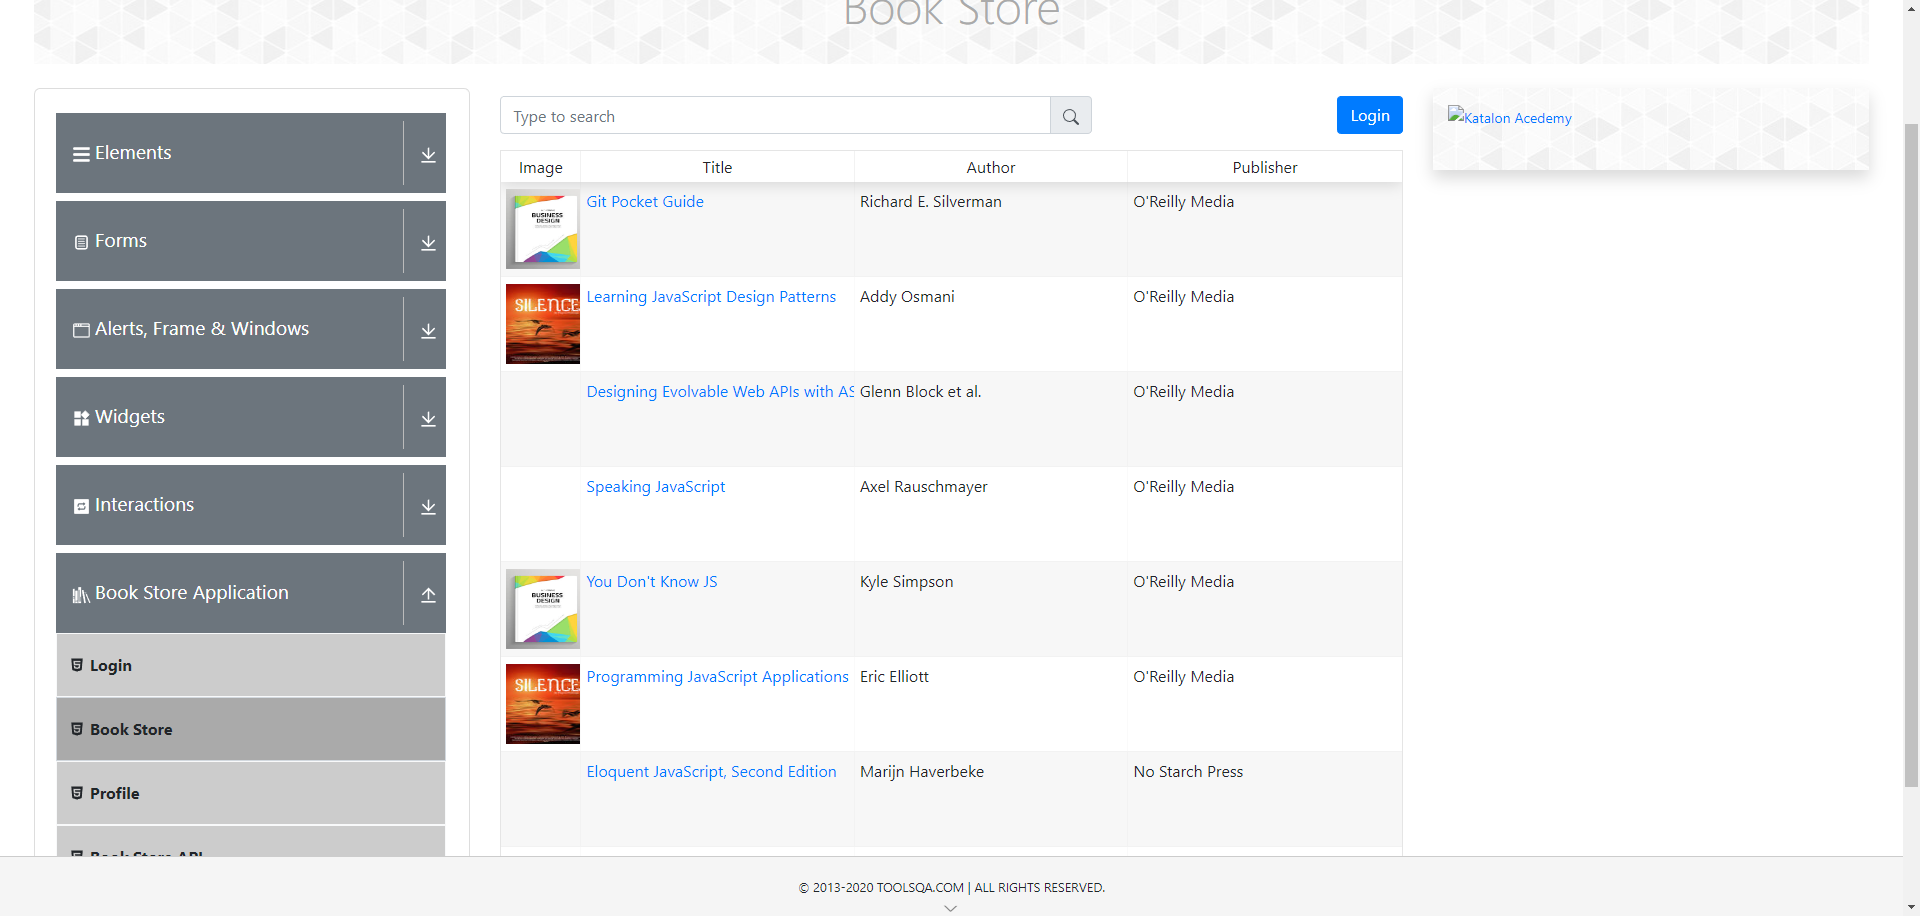 Book Store
Elements
Forms
Alerts, Frame & Windows
Widgets
Interactions
Book Store Application
Login
Book Store
Profile
Book Store API
Type to search
Login
Image Title Author Publisher
BUSINESS
DESIGN
Git Pocket Guide Richard E. Silverman O'Reilly Media
SILENCE
Learning JavaScript Design Patterns Addy Osmani O'Reilly Media
Designing Evolvable Web APIs with AS Glenn Block et al. O'Reilly Media
Speaking JavaScript Axel Rauschmayer O'Reilly Media
BUSINESS
DESIGN
You Don't Know JS Kyle Simpson O'Reilly Media
SILENCE
Programming JavaScript Applications Eric Elliott O'Reilly Media
Eloquent JavaScript, Second Edition Marijn Haverbeke No Starch Press
Katalon Acedemy
© 2013-2020 TOOLSQA.COM | ALL RIGHTS RESERVED.